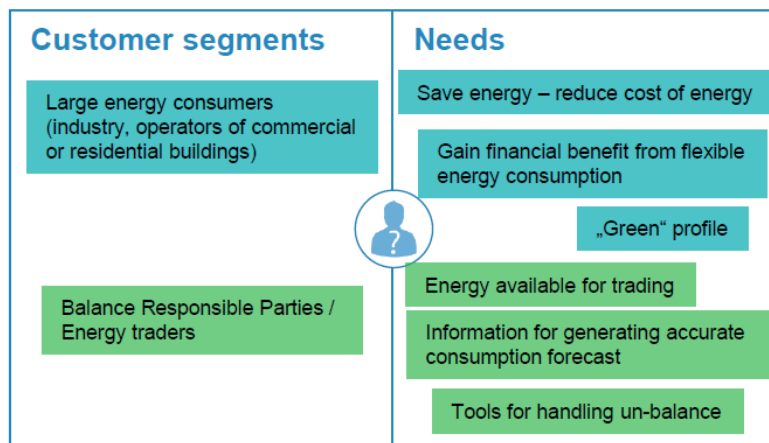 Customer segments
Large energy consumers
(industry, operators of commercial
or residential buildings)
Balance Responsible Parties /
Energy traders
?
Needs
Save energy – reduce cost of energy
Gain financial benefit from flexible
energy consumption
„Green“ profile
Energy available for trading
Information for generating accurate
consumption forecast
Tools for handling un-balance